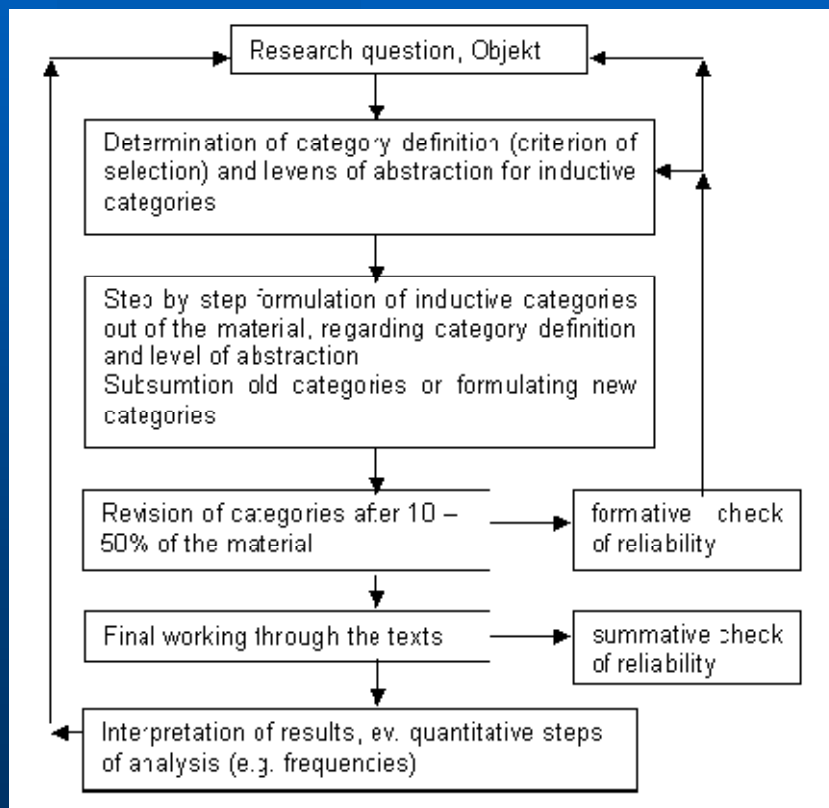 Research question, Objekt
Determination of category definition (criterion of
selection) and levens of abstraction for inductive
categories
Step by step formulation of inductive categories
out of the material, regarding category definition
and level of abstraction
Subsumtion old categories or formulating new
categories
Revision of categories after 10 –
50% of the material
formative check
of reliability
Final working through the texts
summative check
of reliability
Interpretation of results, ev. quantitative steps
of analysis (e.g. frequencies)